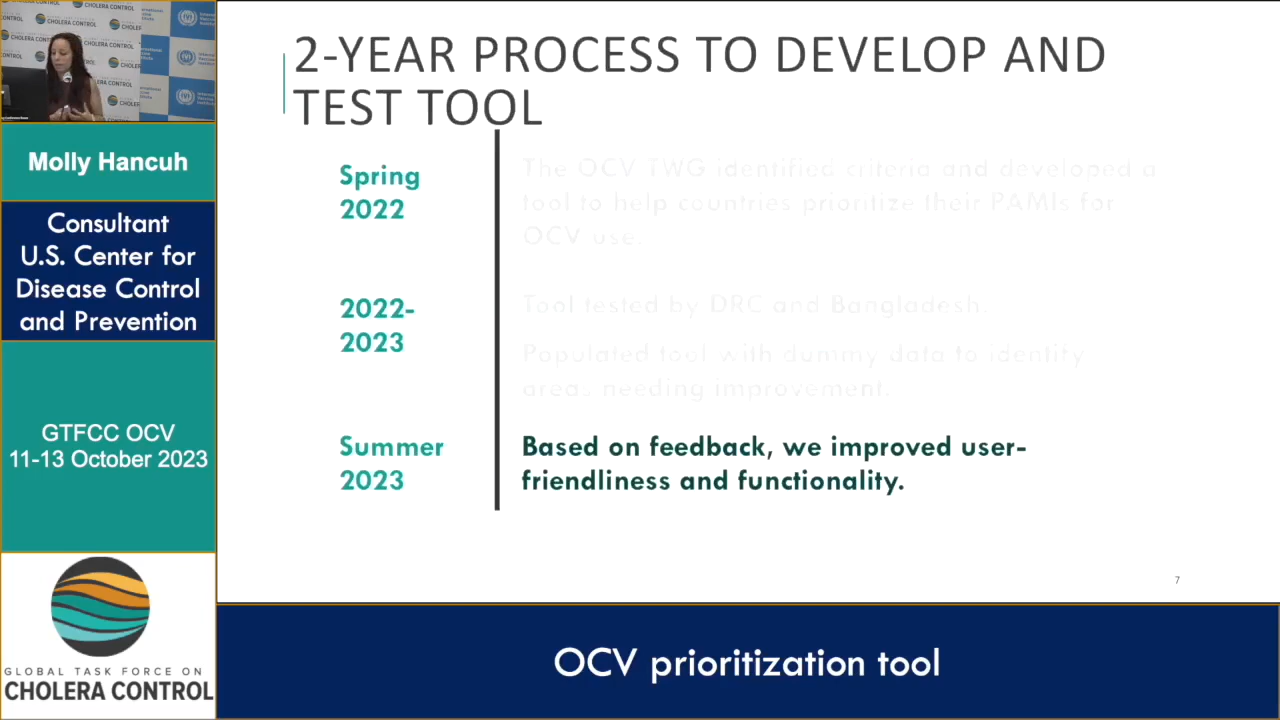 2-YEAR PROCESS TO DEVELOP AND
TEST TOOL
Spring
2022
The OCV TWG identified criteria and developed a
tool to help countries prioritize their PAMIs for
OCV use.
2022-
2023
Tool tested by DRC and Bangladesh.
Populated tool with dummy data to identify
areas needing improvement.
Summer
2023
Based on feedback, we improved user-
friendliness and functionality.
7
Molly Hancuh
Consultant
U.S. Center for
Disease Control
and Prevention
GTFCC OCV
11-13 October 2023
GLOBAL TASK FORCE ON
CHOLERA CONTROL
OCV prioritization tool
CHOLERA CONTROL